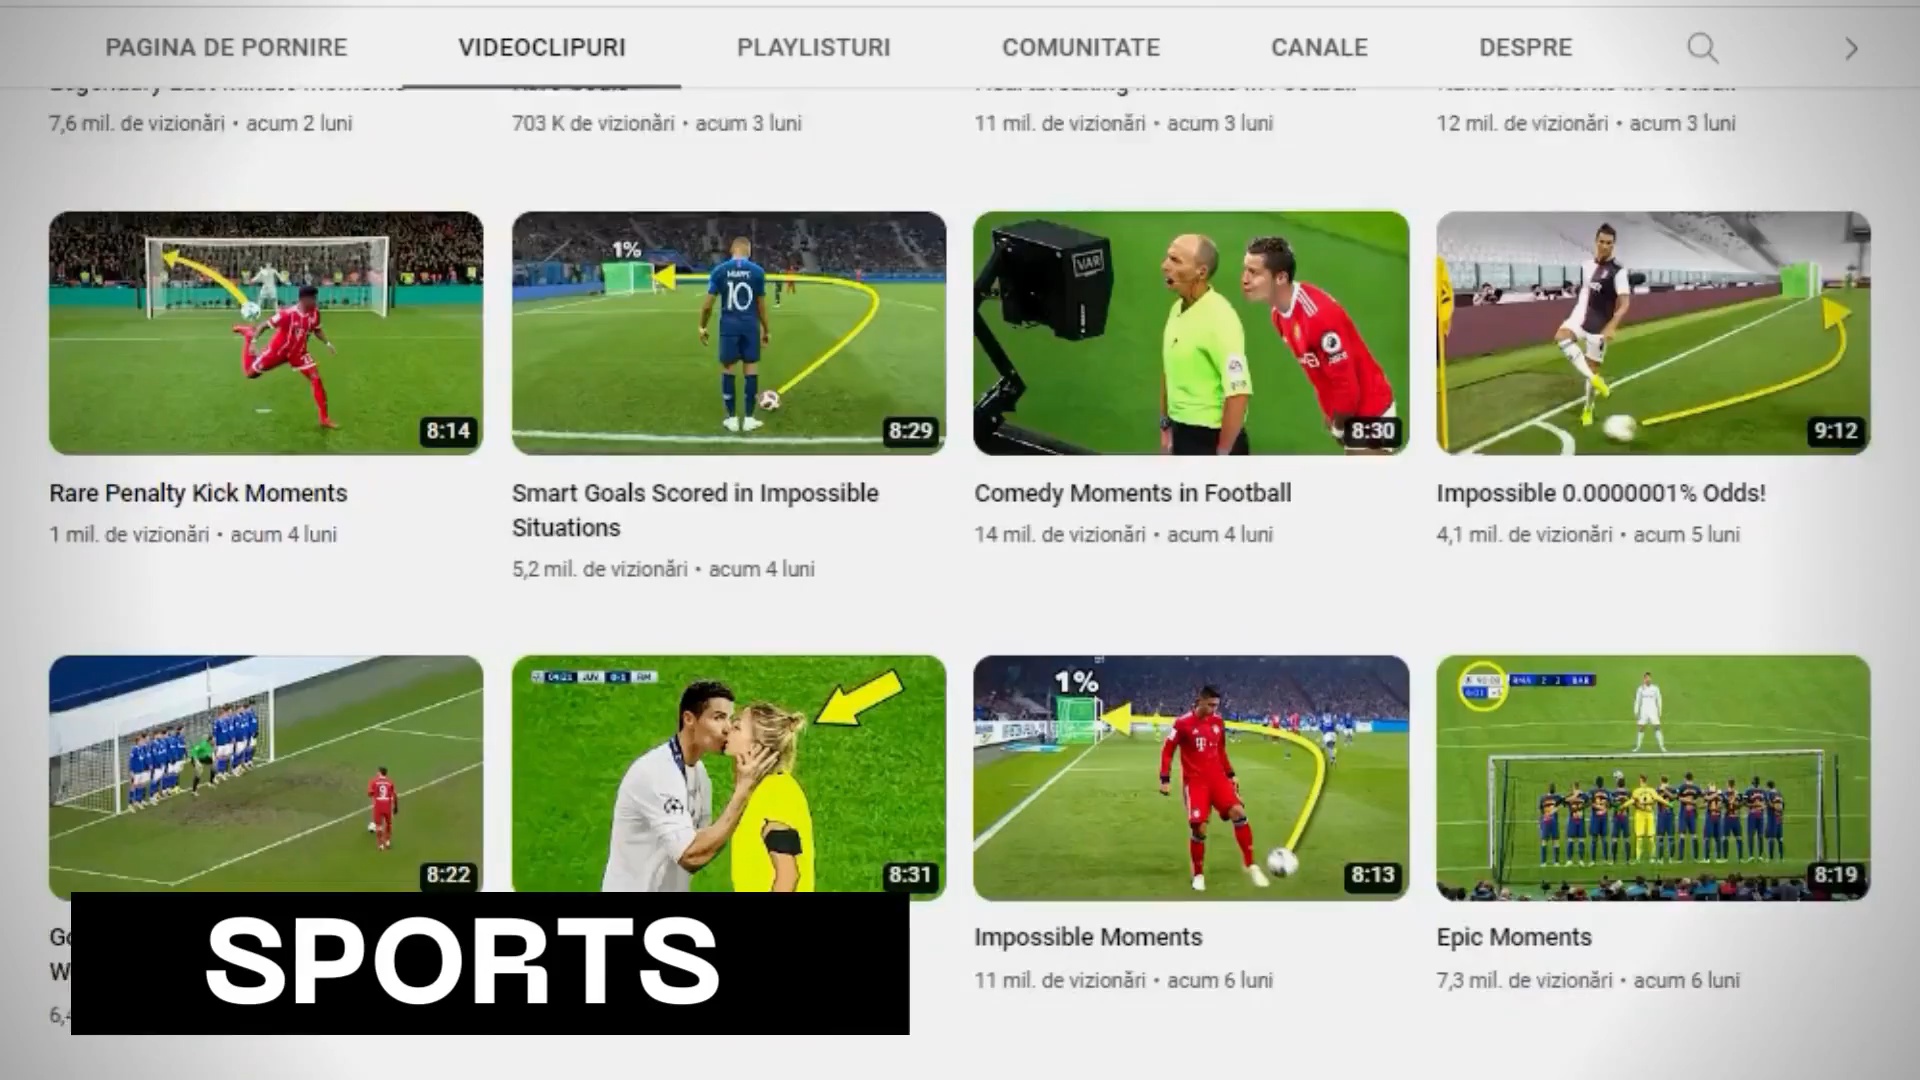 PAGINA DE PORNIRE VIDEOCLIPURI PLAYLISTURI COMUNITATE CANALE DESPRE
7,6 mil. de vizionări • acum 2 luni
703 K de vizionări • acum 3 luni
11 mil. de vizionări • acum 3 luni
12 mil. de vizionări • acum 3 luni
8:14
1%
10
8:29
VAR
8:30
9:12
Rare Penalty Kick Moments
1 mil. de vizionări • acum 4 luni
Smart Goals Scored in Impossible
Situations
5,2 mil. de vizionări • acum 4 luni
Comedy Moments in Football
14 mil. de vizionări • acum 4 luni
Impossible 0.0000001% Odds!
4,1 mil. de vizionări • acum 5 luni
9
8:22
8:31
1%
8:13
8:19
SPORTS
Impossible Moments
11 mil. de vizionări • acum 6 luni
Epic Moments
7,3 mil. de vizionări • acum 6 luni